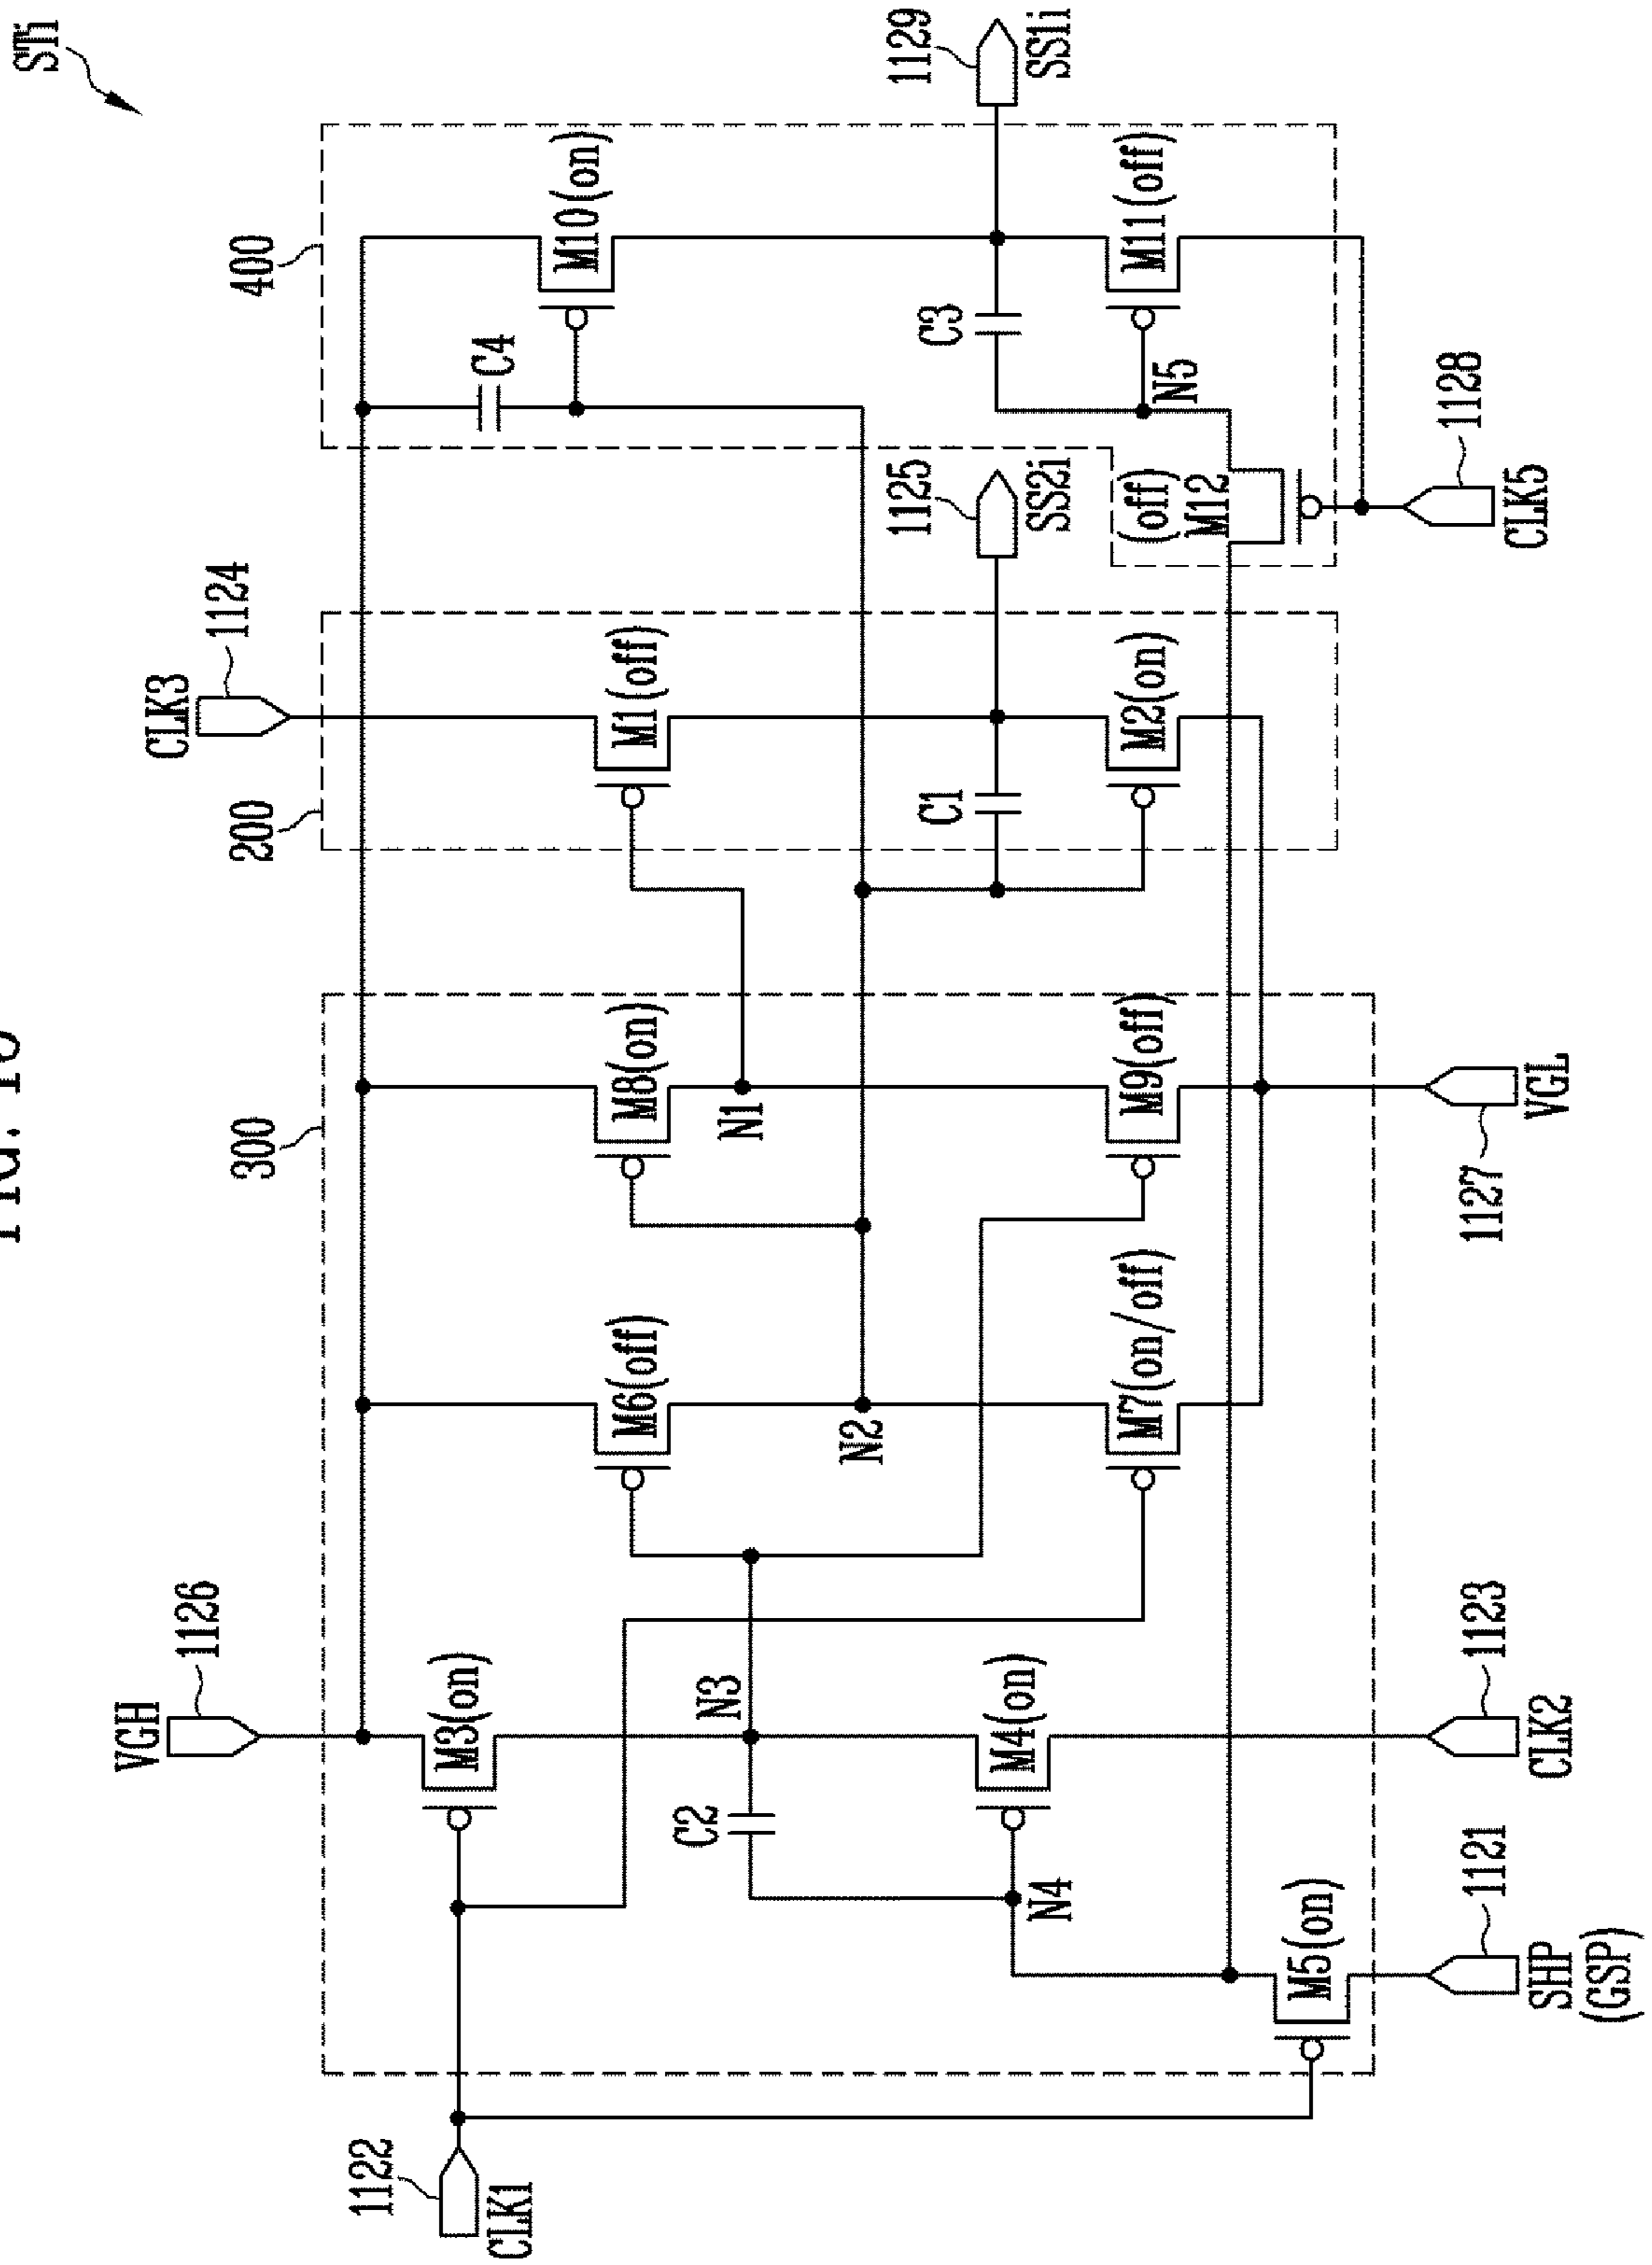 FIG.
STi
VGH
1126
CLK3
1124
300
200
400
1122
CLK1
M3(on)
C4
M10(on)
M6(off)
M8(on)
M1(off)
C2
N3
N1
N2
1125
SS2i
1129
SS1i
C1
C3
M4(on)
N4
M7(on/off)
M9(off)
M2(on)
(off)
M12
M11(off)
N5
M5(on)
1121
1123
1127
1128
SHP
(GSP)
CLK2
VGL
CLK5